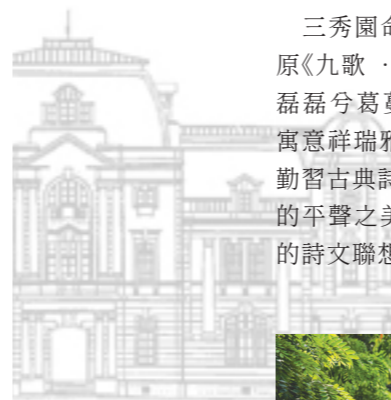 三秀園命
原《九歌 ‧
磊磊兮葛蔓
寓意祥瑞雅
勤習古典詩
的平聲之美
的詩文聯想